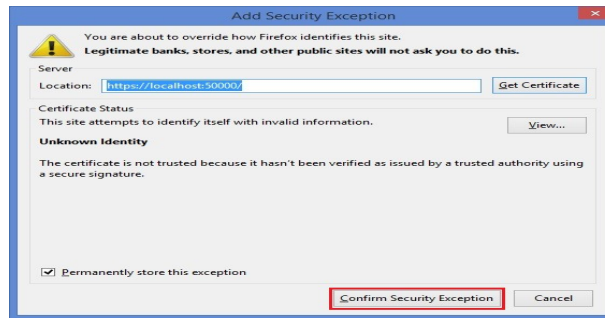 Add Security Exception
You are about to override how Firefox identifies this site.
Legitimate banks, stores, and other public sites will not ask you to do this.
Server
Location: https://localhost:50000/ Get Certificate
Certificate Status
This site attempts to identify itself with invalid information. View...
Unknown Identity
The certificate is not trusted because it hasn't been verified as issued by a trusted authority using
a secure signature.
Permanently store this exception
Confirm Security Exception Cancel